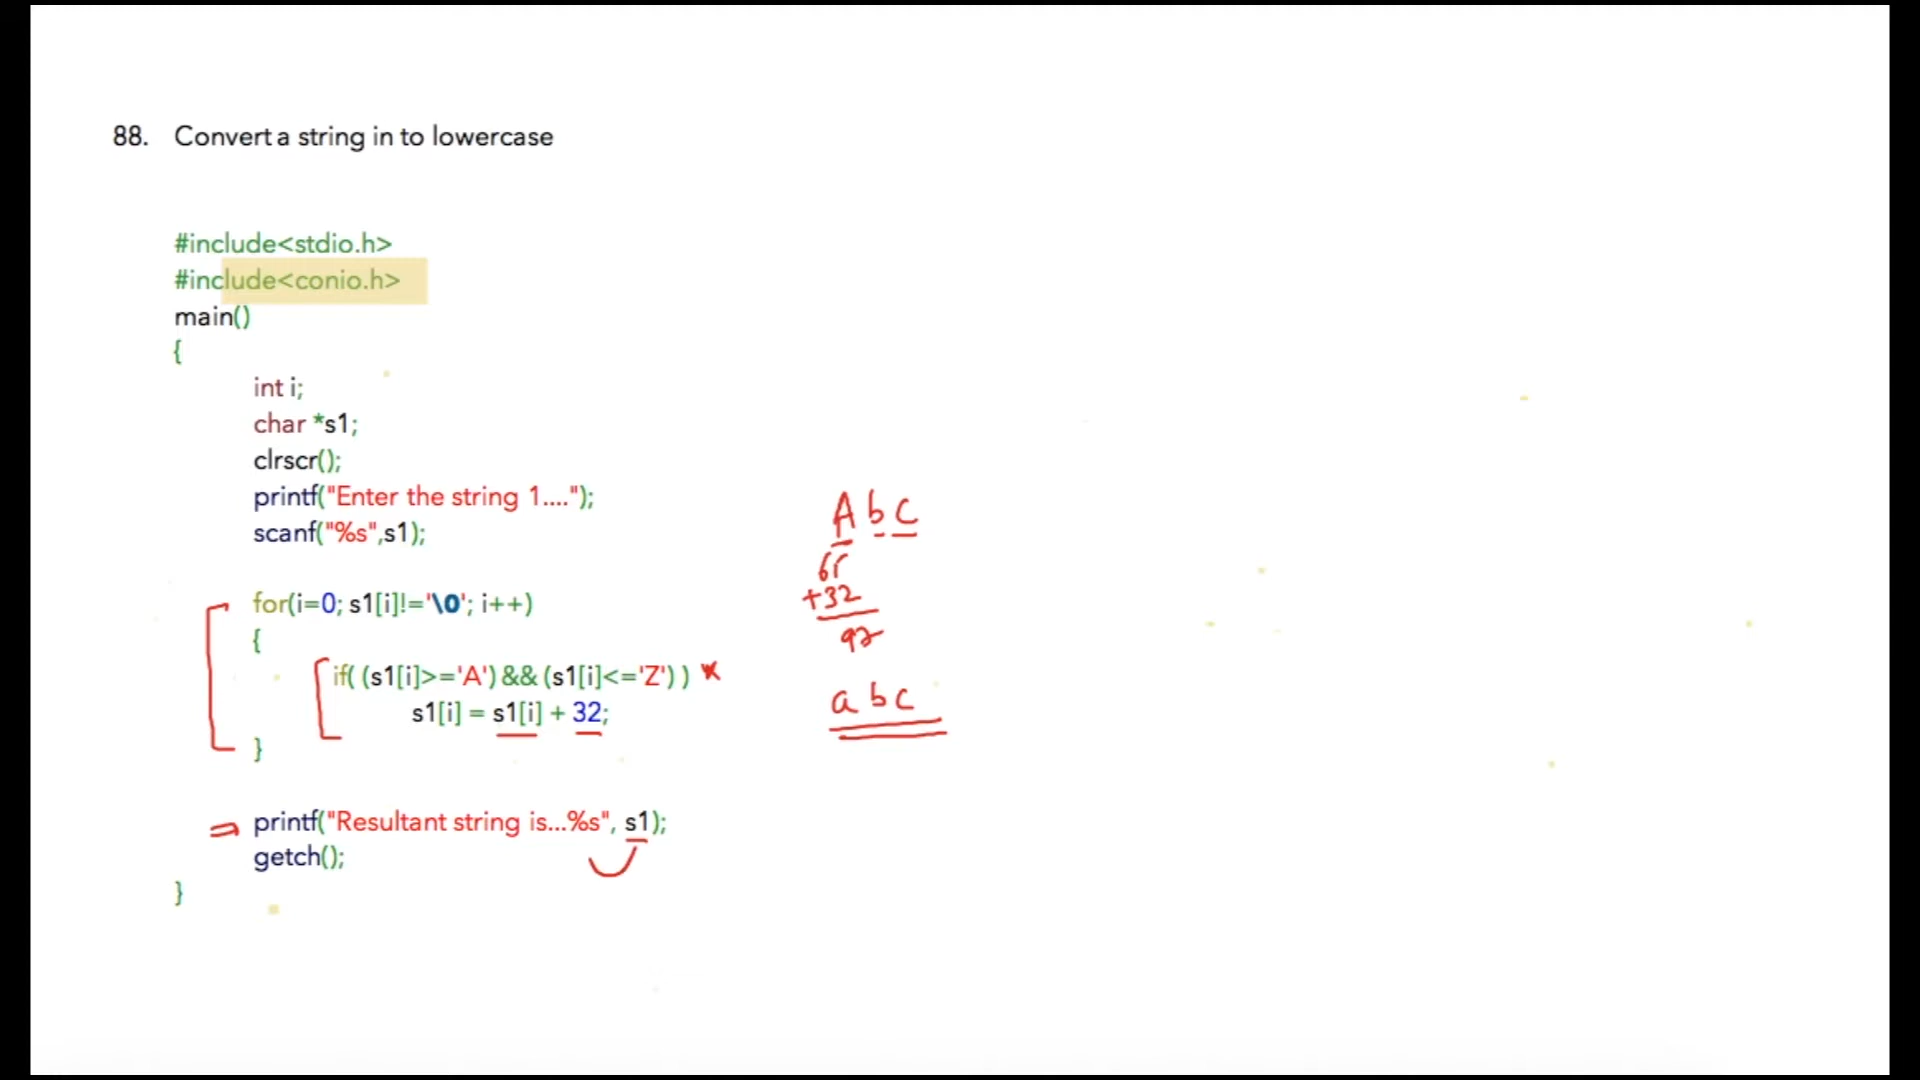 88. Convert a string in to lowercase
#include<stdio.h>
#include<conio.h>
main()
{
int i;
char *s1;
clrscr();
printf("Enter the string 1....");
scanf("%s",s1);
for(i=0; s1[i]!='\0'; i++)
{
if( (s1[i]>='A') && (s1[i]<='Z') )
s1[i] = s1[i] + 32;
}
printf("Resultant string is...%s", s1);
getch();
}
A b c
65
+32
97
a b c